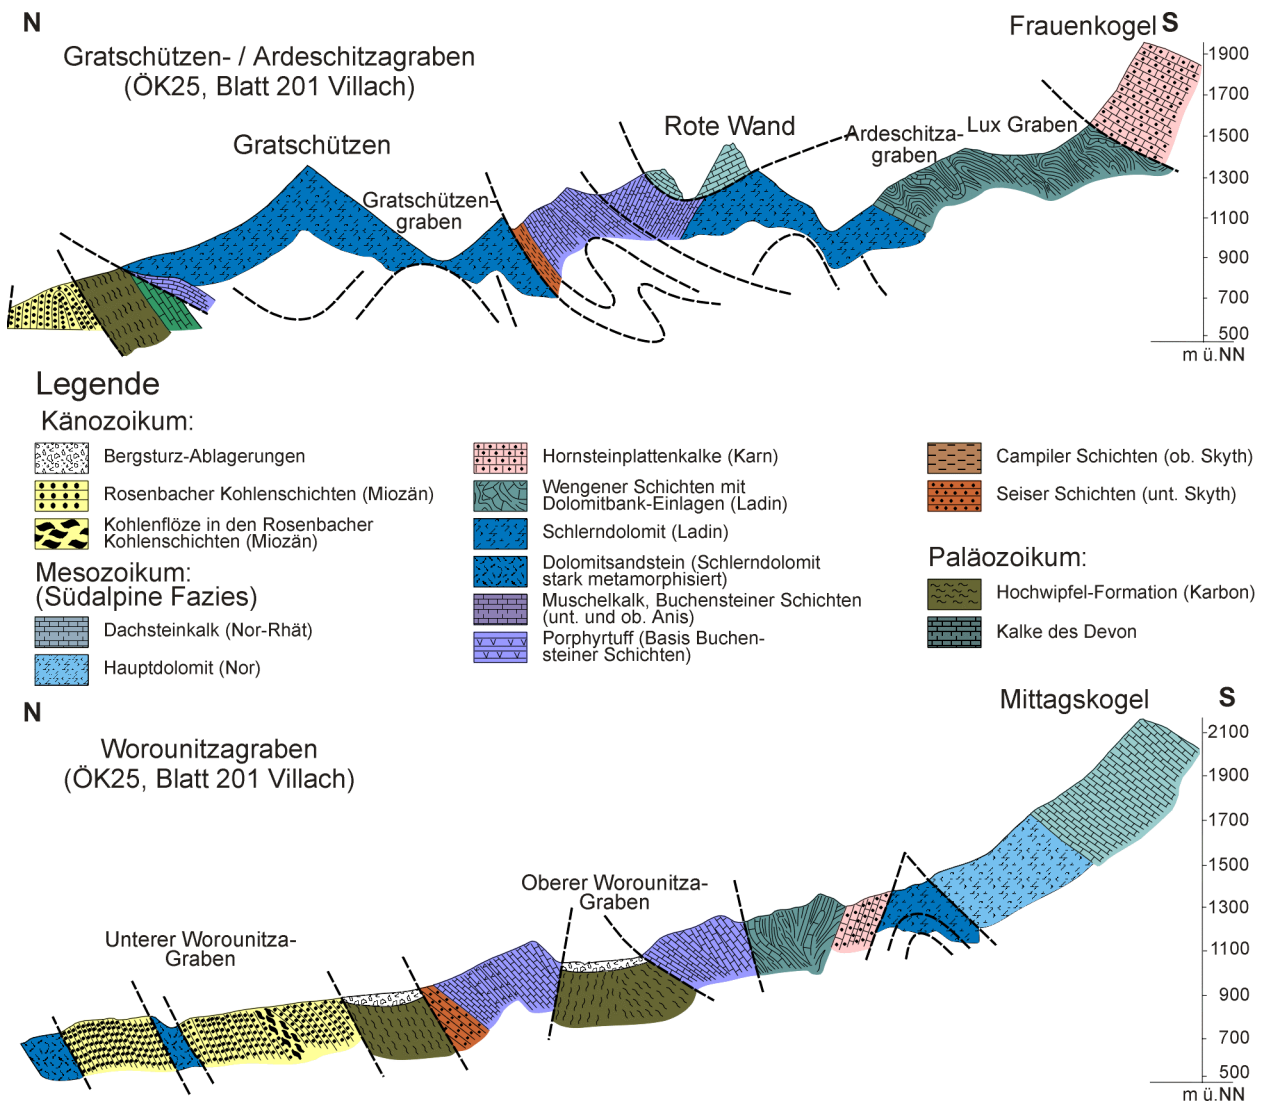 N
Frauenkogel S
Gratschützen- / Ardeschitzagraben
(ÖK25, Blatt 201 Villach)
Gratschützen
Gratschützen-
graben
Rote Wand
Ardeschitza-
graben
Lux Graben
1900
1700
1500
1300
1100
900
700
500
m ü.NN
Legende
Känozoikum:
Bergsturz-Ablagerungen
Rosenbacher Kohlenschichten (Miozän)
Kohlenflöze in den Rosenbacher
Kohlenschichten (Miozän)
Mesozoikum:
(Südalpine Fazies)
Dachsteinkalk (Nor-Rhät)
Hauptdolomit (Nor)
Hornsteinplattenkalke (Karn)
Wengener Schichten mit
Dolomitbank-Einlagen (Ladin)
Schlerndolomit (Ladin)
Dolomitsandstein (Schlerndolomit
stark metamorphisiert)
Muschelkalk, Buchensteiner Schichten
(unt. und ob. Anis)
Porphyrtuff (Basis Buchen-
steiner Schichten)
Campiler Schichten (ob. Skyth)
Seiser Schichten (unt. Skyth)
Paläozoikum:
Hochwipfel-Formation (Karbon)
Kalke des Devon
N
Mittagskogel
S
Worounitzagraben
(ÖK25, Blatt 201 Villach)
Unterer Worounitza-
Graben
Oberer Worounitza-
Graben
2100
1900
1700
1500
1300
1100
900
700
500
m ü.NN